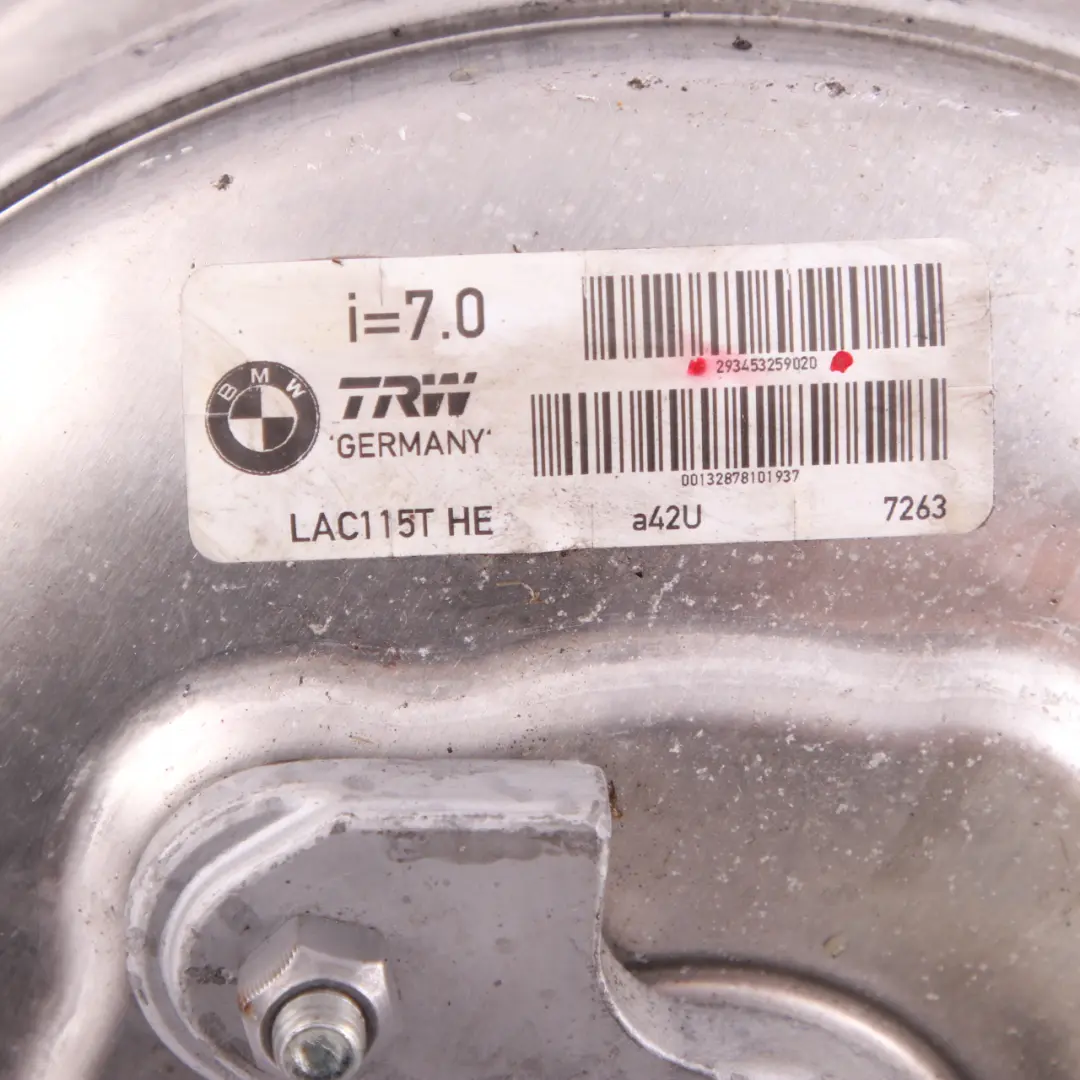 i=7.0
293453259020
BMW
TRW
GERMANY
00132878101937
LAC115T HE a42U 7263